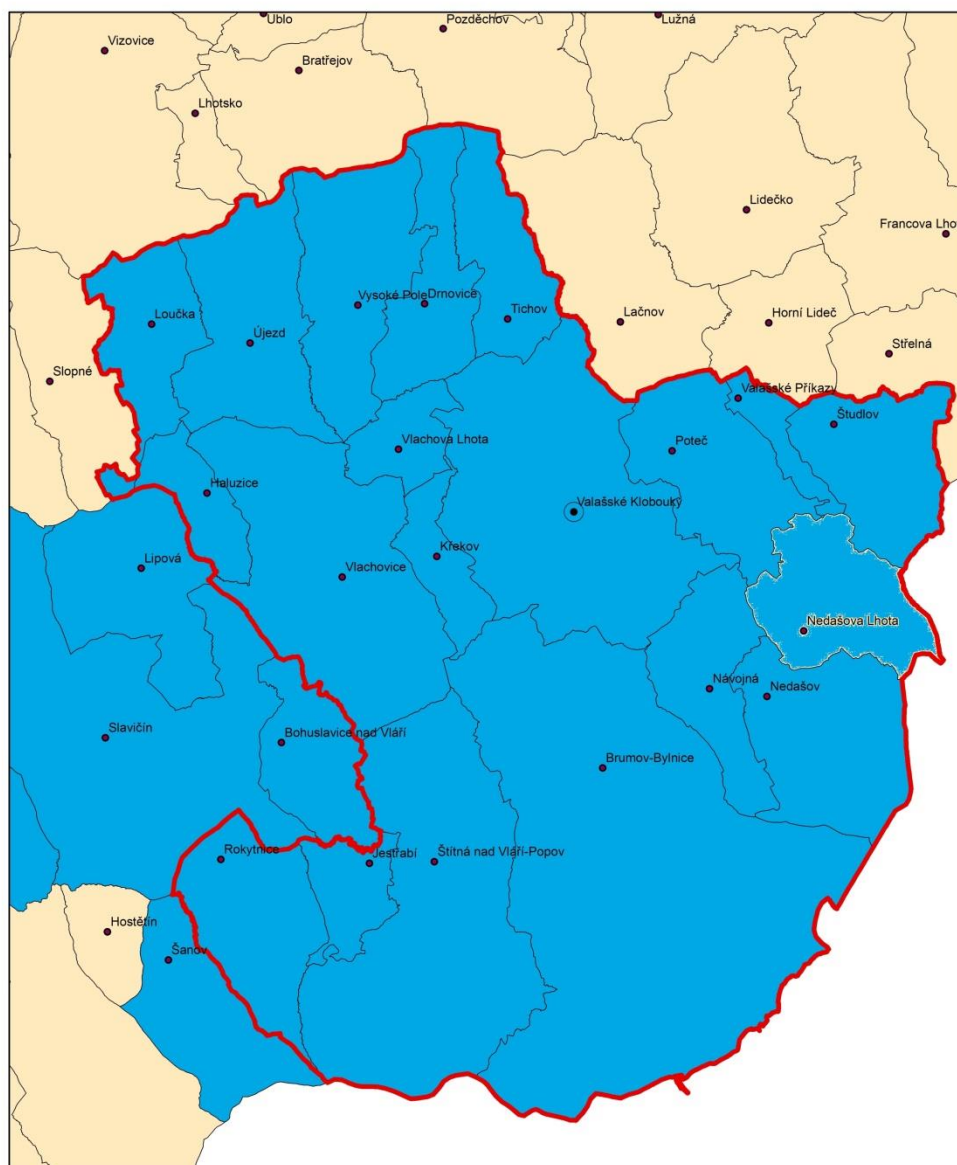 Ublo
Pozděchov
Lužná
Vizovice
Bratřejov
Lhotsko
Lidečko
Francova Lho
Vysoké Pole
Drnovice
Tichov
Loučka
Lačnov
Horní Lideč
Újezd
Střelná
Slopné
Valašské Příkazy
Študlov
Vlachova Lhota
Poteč
Haluzice
Valašské Klobouky
Křekov
Lipová
Vlachovice
Nedašova Lhota
Návojná
Nedašov
Slavičín
Bohuslavice nad Vláří
Brumov-Bylnice
Rokytnice
Jestřabí
Štítná nad Vláří-Popov
Hostětín
Šanov